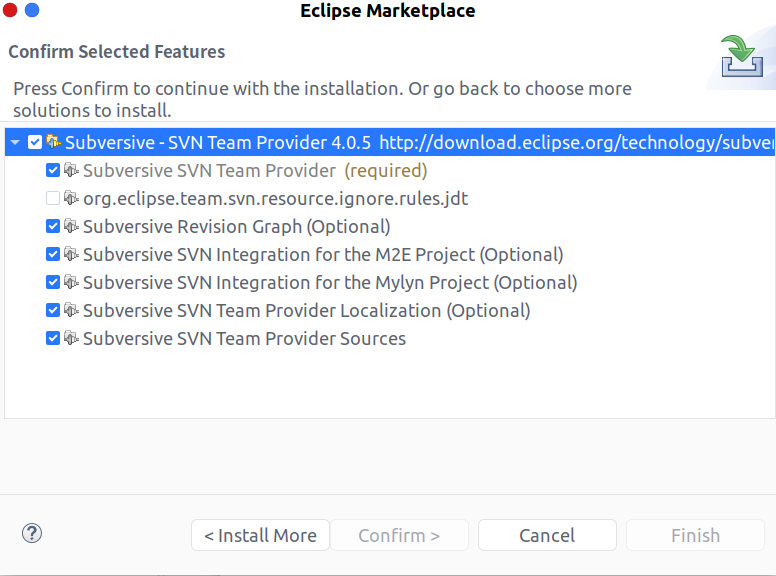 Eclipse Marketplace
Confirm Selected Features
Press Confirm to continue with the installation. Or go back to choose more
solutions to install.
Subversive - SVN Team Provider 4.0.5 http://download.eclipse.org/technology/subver
Subversive SVN Team Provider (required)
org.eclipse.team.svn.resource.ignore.rules.jdt
Subversive Revision Graph (Optional)
Subversive SVN Integration for the M2E Project (Optional)
Subversive SVN Integration for the Mylyn Project (Optional)
Subversive SVN Team Provider Localization (Optional)
Subversive SVN Team Provider Sources
? < Install More Confirm > Cancel Finish